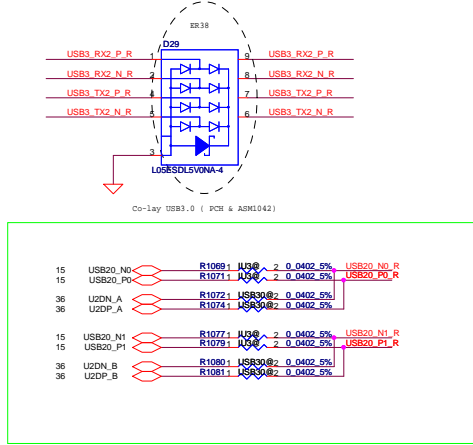 ER38
D29
USB3_RX2_P_R 1 9 USB3_RX2_P_R
USB3_RX2_N_R 2 8 USB3_RX2_N_R
USB3_TX2_P_R 4 7 USB3_TX2_P_R
USB3_TX2_N_R 5 6 USB3_TX2_N_R
3
L05ESDL5V0NA-4
Co-lay USB3.0 ( PCH & ASM1042)
15 USB20_N0 R1069 1 IU3@ 2 0_0402_5% USB20_N0_R
15 USB20_P0 R1071 1 IU3@ 2 0_0402_5% USB20_P0_R
36 U2DN_A R1072 1 USB30@ 2 0_0402_5%
36 U2DP_A R1074 1 USB30@ 2 0_0402_5%
15 USB20_N1 R1077 1 IU3@ 2 0_0402_5% USB20_N1_R
15 USB20_P1 R1079 1 IU3@ 2 0_0402_5% USB20_P1_R
36 U2DN_B R1080 1 USB30@ 2 0_0402_5%
36 U2DP_B R1081 1 USB30@ 2 0_0402_5%